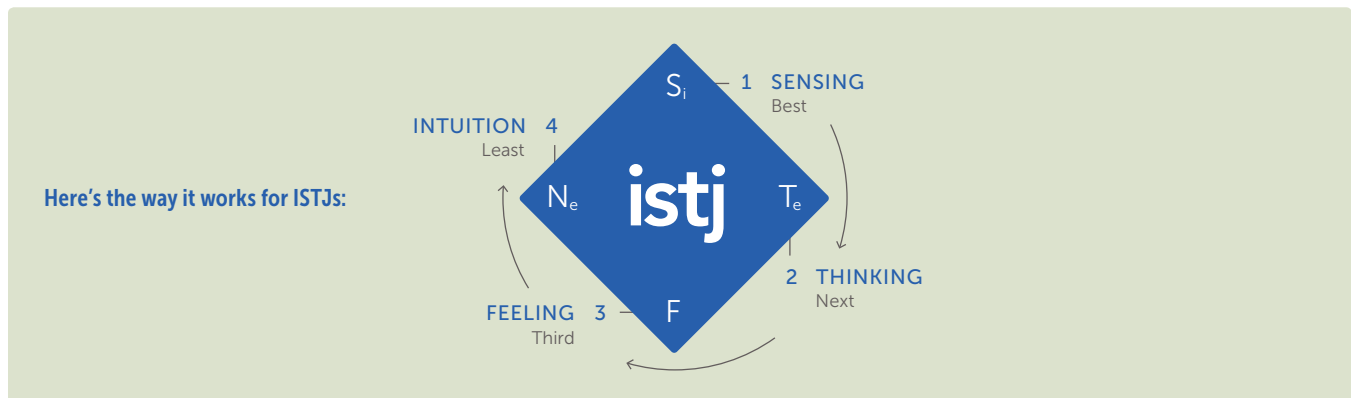 Here's the way it works for ISTJs:
Si
1 SENSING
Best
INTUITION 4
Least
Ne
istj
Te
2 THINKING
Next
FEELING 3
Third
F